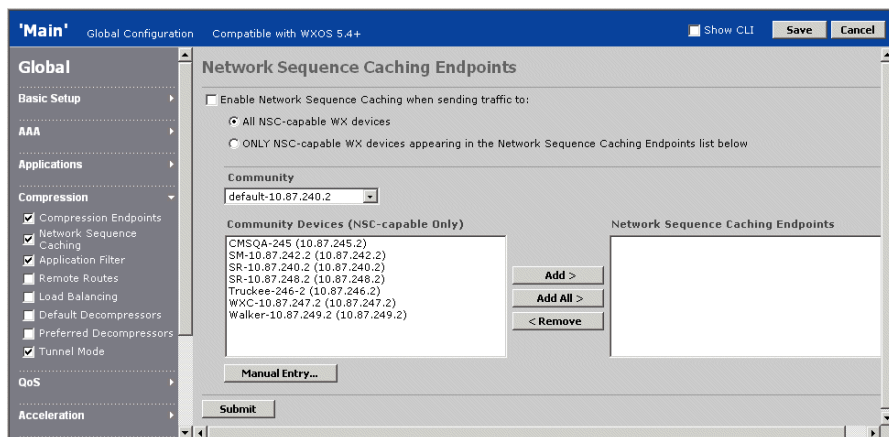 'Main' Global Configuration Compatible with WXOS 5.4+ Show CLI Save Cancel
Global
Basic Setup
AAA
Applications
Compression
Compression Endpoints
Network Sequence
Caching
Application Filter
Remote Routes
Load Balancing
Default Decompressors
Preferred Decompressors
Tunnel Mode
QoS
Acceleration
Network Sequence Caching Endpoints
Enable Network Sequence Caching when sending traffic to:
All NSC-capable WX devices
ONLY NSC-capable WX devices appearing in the Network Sequence Caching Endpoints list below
Community
default-10.87.240.2
Community Devices (NSC-capable Only)
CMSQA-245 (10.87.245.2)
SM-10.87.242.2 (10.87.242.2)
SR-10.87.240.2 (10.87.240.2)
SR-10.87.248.2 (10.87.248.2)
Truckee-246-2 (10.87.246.2)
WXC-10.87.247.2 (10.87.247.2)
Walker-10.87.249.2 (10.87.249.2)
Add >
Add All >
< Remove
Network Sequence Caching Endpoints
Manual Entry...
Submit